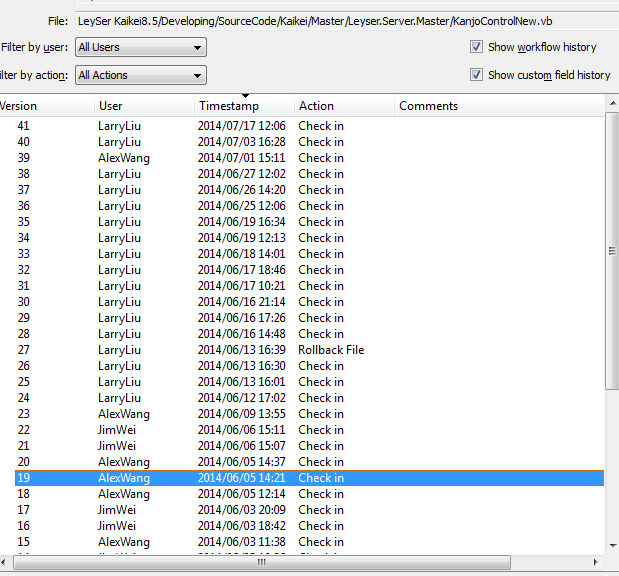 File: LeySer Kaikei8.5/Developing/SourceCode/Kaikei/Master/Leyser.Server.Master/KanjoControlNew.vb
Filter by user: All Users Show workflow history
ilter by action: All Actions Show custom field history
Version User Timestamp Action Comments
41 LarryLiu 2014/07/17 12:06 Check in
40 LarryLiu 2014/07/03 16:28 Check in
39 AlexWang 2014/07/01 15:11 Check in
38 LarryLiu 2014/06/27 12:02 Check in
37 LarryLiu 2014/06/26 14:20 Check in
36 LarryLiu 2014/06/25 12:06 Check in
35 LarryLiu 2014/06/19 16:34 Check in
34 LarryLiu 2014/06/19 12:13 Check in
33 LarryLiu 2014/06/18 14:01 Check in
32 LarryLiu 2014/06/17 18:46 Check in
31 LarryLiu 2014/06/17 10:21 Check in
30 LarryLiu 2014/06/16 21:14 Check in
29 LarryLiu 2014/06/16 17:26 Check in
28 LarryLiu 2014/06/16 14:48 Check in
27 LarryLiu 2014/06/13 16:39 Rollback File
26 LarryLiu 2014/06/13 16:30 Check in
25 LarryLiu 2014/06/13 16:01 Check in
24 LarryLiu 2014/06/12 17:02 Check in
23 AlexWang 2014/06/09 13:55 Check in
22 JimWei 2014/06/06 15:11 Check in
21 JimWei 2014/06/06 15:07 Check in
20 AlexWang 2014/06/05 14:37 Check in
19 AlexWang 2014/06/05 14:21 Check in
18 AlexWang 2014/06/05 12:14 Check in
17 JimWei 2014/06/03 20:09 Check in
16 JimWei 2014/06/03 18:42 Check in
15 AlexWang 2014/06/03 11:38 Check in